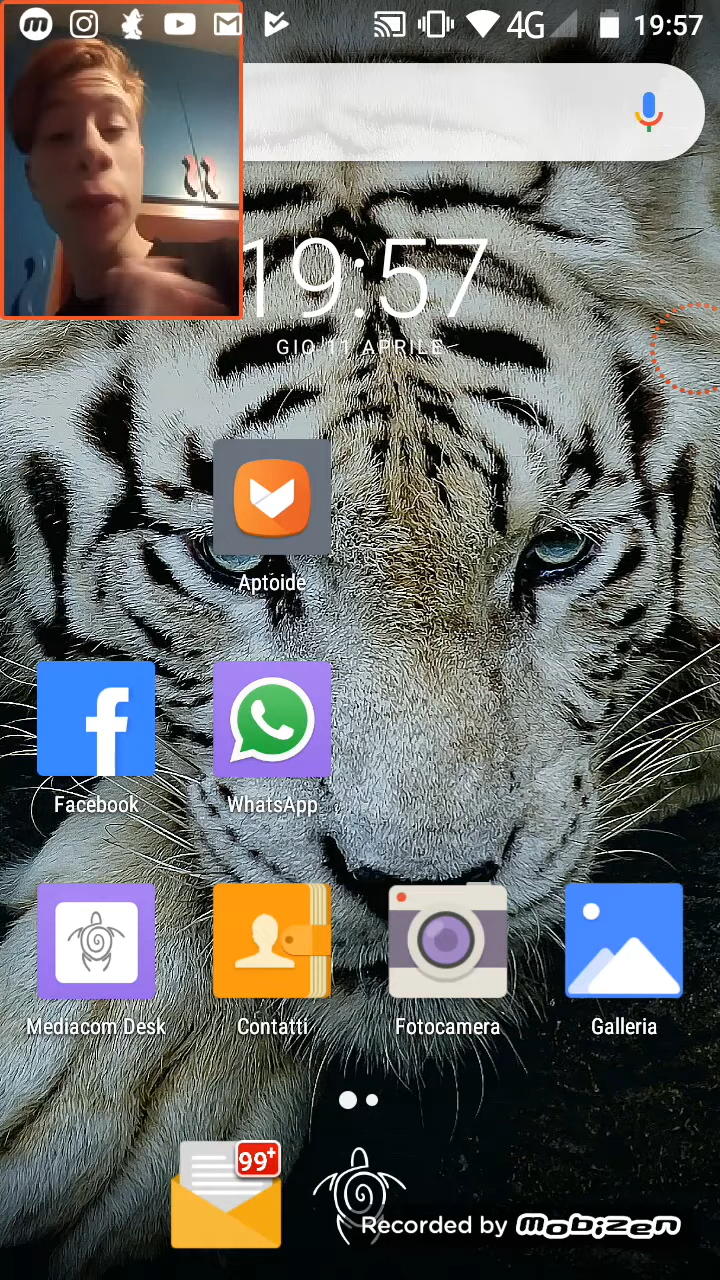 4G 19:57
19:57
GIO 11 APRILE
Aptoide
Facebook WhatsApp
Mediacom Desk Contatti Fotocamera Galleria
99+
Recorded by mobizen